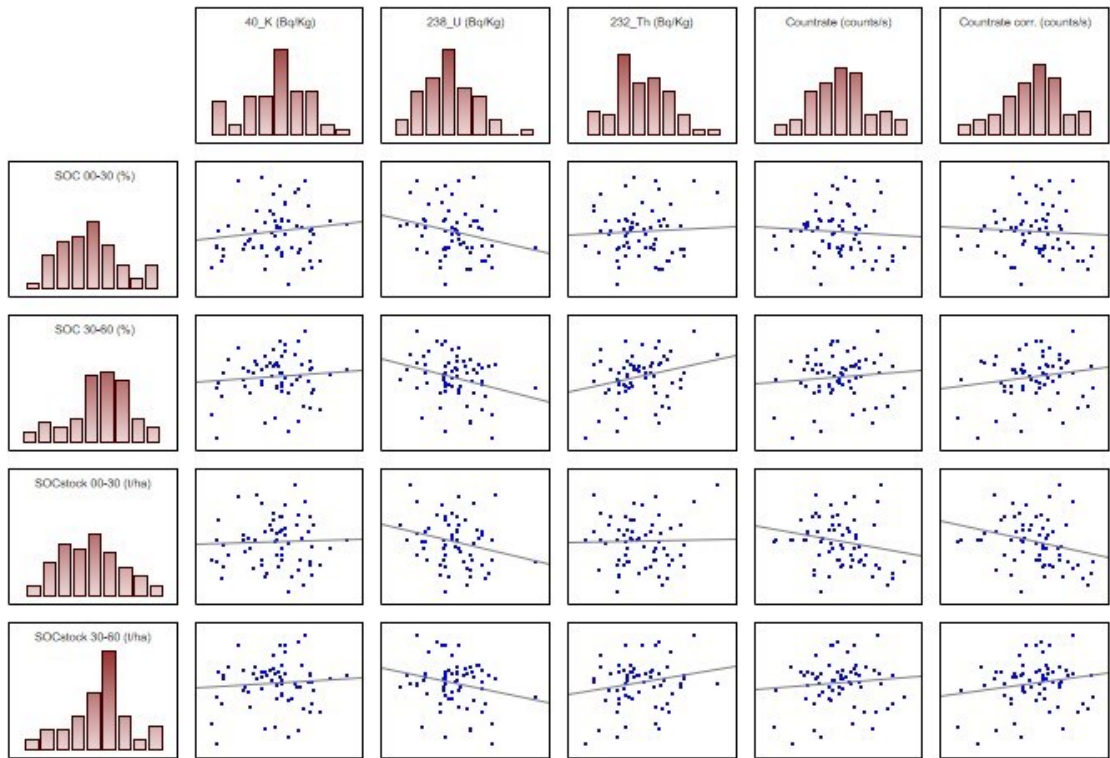 40_K (Bq/Kg)
238_U (Bq/Kg)
232_Th (Bq/Kg)
Countrate (counts/s)
Countrate corr. (counts/s)
SOC 00-30 (%)
SOC 30-60 (%)
SOCstock 00-30 (t/ha)
SOCstock 30-60 (t/ha)